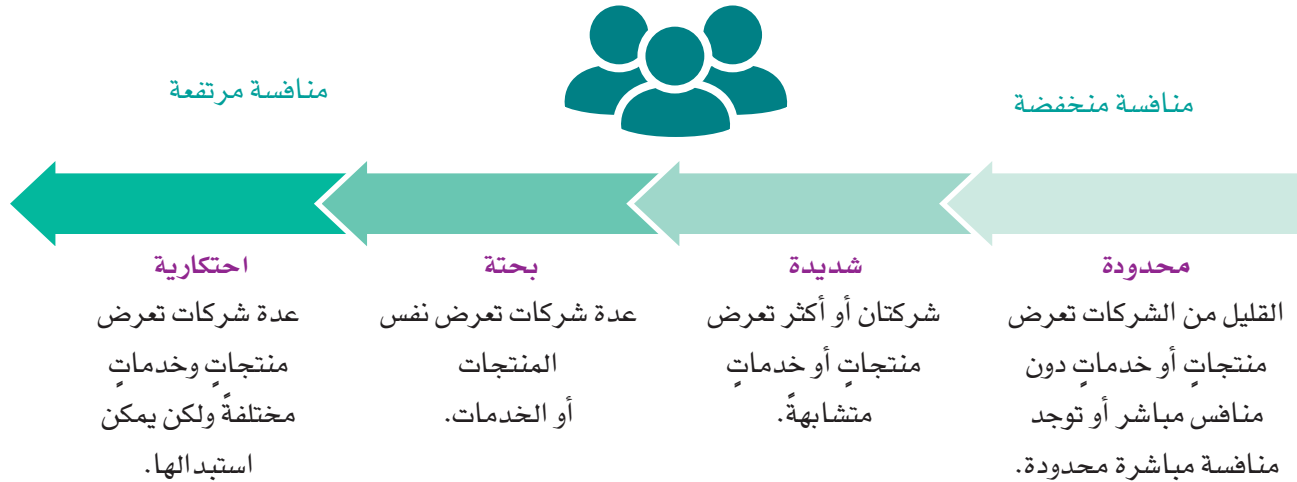 منافسة منخفضة
منافسة مرتفعة
محدودة
القليل من الشركات تعرض
منتجاتٍ أو خدماتٍ دون
منافس مباشر أو توجد
منافسة مباشرة محدودة.
شديدة
شركتان أو أكثر تعرض
منتجاتٍ أو خدماتٍ
متشابهةً.
بحتة
عدة شركات تعرض نفس
المنتجات
أو الخدمات.
احتكارية
عدة شركات تعرض
منتجاتٍ وخدماتٍ
مختلفةً ولكن يمكن
استبدالها.